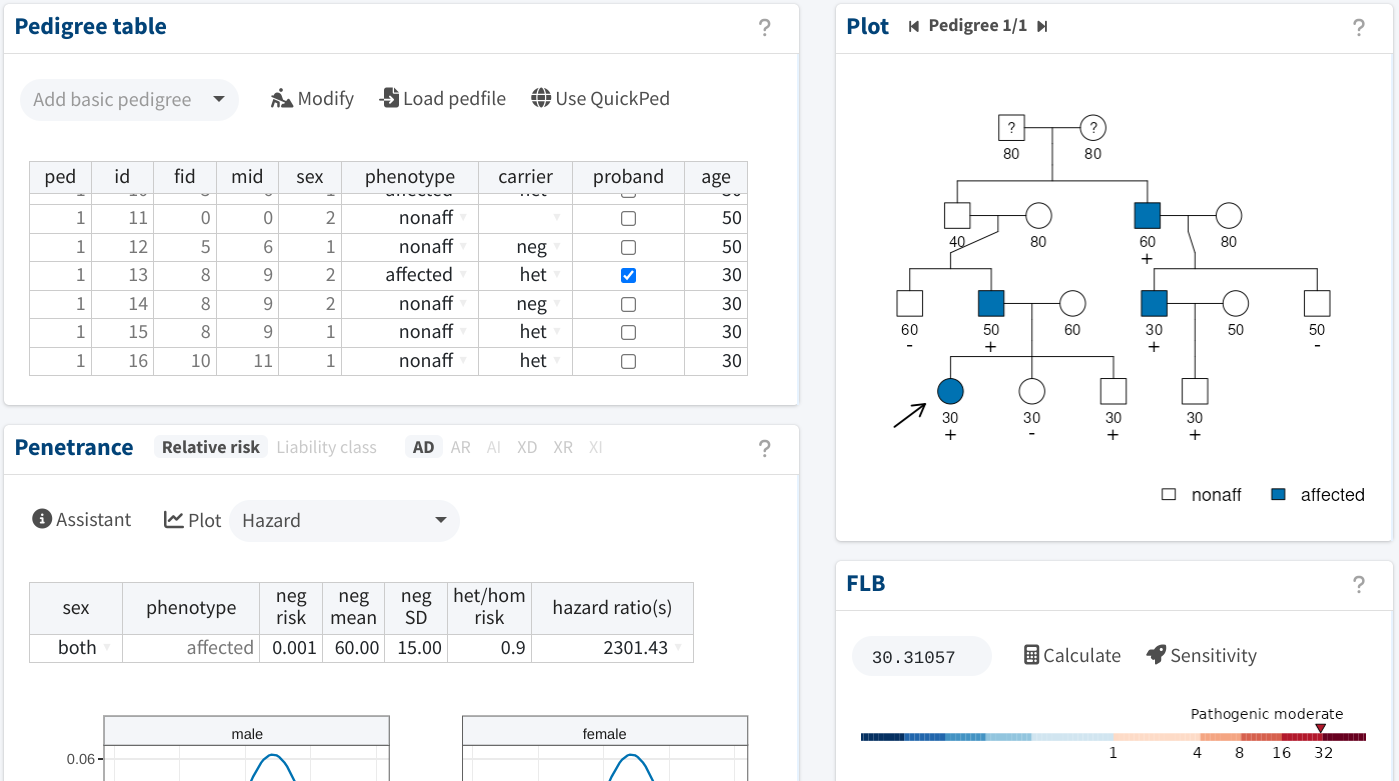 Pedigree table
?
Add basic pedigree
Modify
Load pedfile
Use QuickPed
ped id fid mid sex phenotype carrier proband age
1 11 0 0 2 nonaff 50
1 12 5 6 1 nonaff neg 50
1 13 8 9 2 affected het 30
1 14 8 9 2 nonaff neg 30
1 15 8 9 1 nonaff het 30
1 16 10 11 1 nonaff het 30
Penetrance Relative risk Liability class AD AR AI XD XR XI
?
Assistant
Plot
Hazard
sex phenotype neg risk neg mean neg SD het/hom risk hazard ratio(s)
both affected 0.001 60.00 15.00 0.9 2301.43
male
female
0.06
Plot
Pedigree 1/1
?
? ?
80 80
40 80 60 80
+
60 50 60 30 50 50
- + + -
30 30 30 30
+ - + +
nonaff affected
FLB
?
30.31057
Calculate
Sensitivity
Pathogenic moderate
1 4 8 16 32